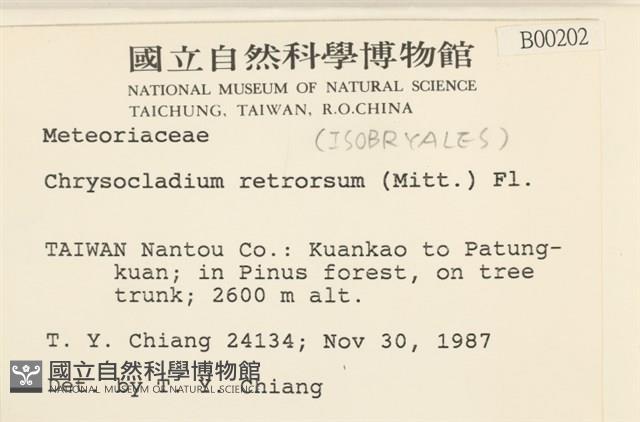 B00202
國立自然科學博物館
NATIONAL MUSEUM OF NATURAL SCIENCE
TAICHUNG, TAIWAN, R.O.CHINA
Meteoriaceae (ISOBRYALES)
Chrysocladium retrorsum (Mitt.) Fl.
TAIWAN Nantou Co.: Kuankao to Patung-
kuan; in Pinus forest, on tree
trunk; 2600 m alt.
T. Y. Chiang 24134; Nov 30, 1987
國立自然科學博物館
NATIONAL MUSEUM OF NATURAL SCIENCE
Det. by T. Y. Chiang